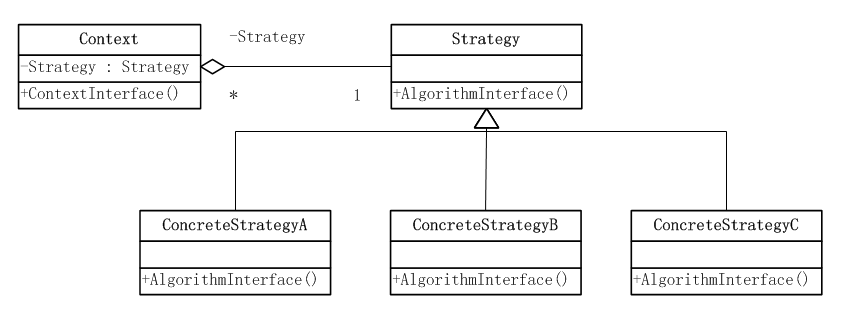 Context
-Strategy : Strategy
+ContextInterface()
-Strategy
*
1
Strategy
+AlgorithmInterface()
ConcreteStrategyA
+AlgorithmInterface()
ConcreteStrategyB
+AlgorithmInterface()
ConcreteStrategyC
+AlgorithmInterface()